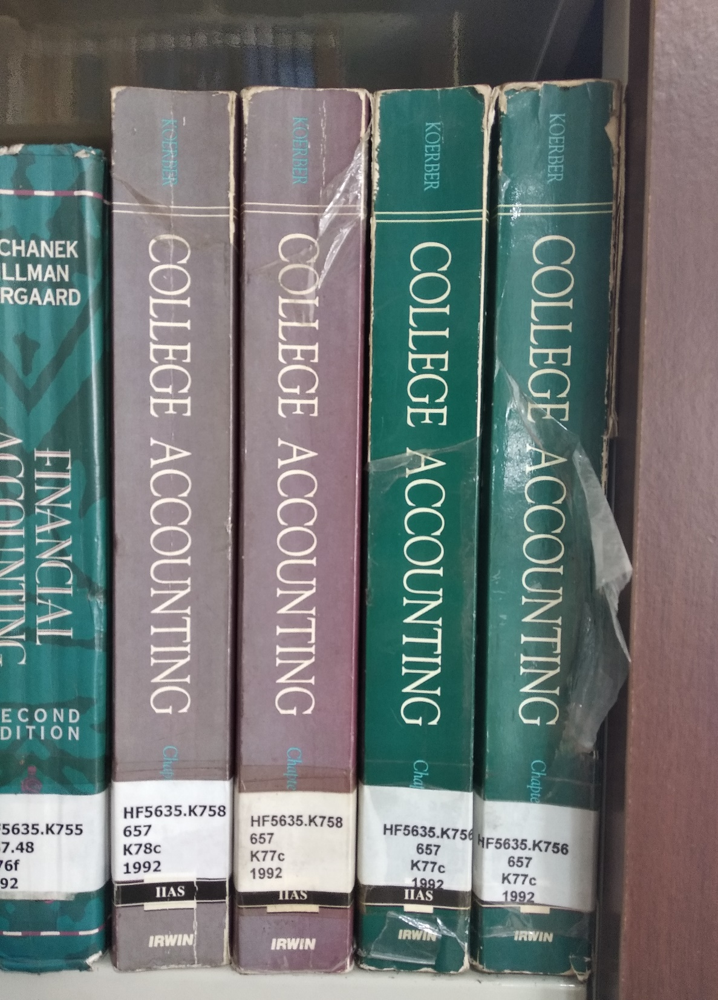 CHANEK
ILLMAN
RGAARD
FINANCIAL
ACCOUNTING
ECOND
DITION
F5635.K755
7.48
76f
92
KOERBER
COLLEGE ACCOUNTING
Chap
HF5635.K758
657
K78c
1992
IIAS
IRWIN
KOERBER
COLLEGE ACCOUNTING
Chapte
HF5635.K758
657
K77c
1992
IIAS
IRWIN
KOERBER
COLLEGE ACCOUNTING
Chap
HF5635.K756
657
K77c
1992
IIAS
IRWIN
KOERBER
COLLEGE ACCOUNTING
Chapte
HF5635.K756
657
K77c
1992
IRWIN